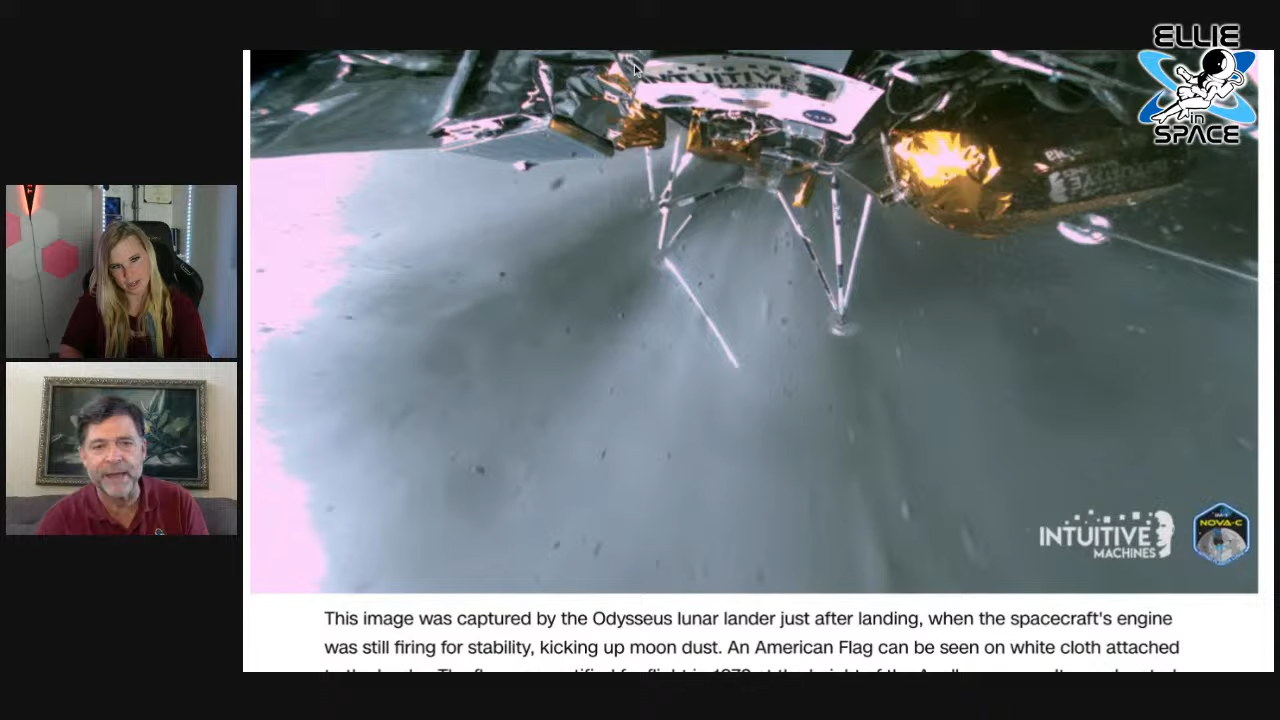 ELLIE
in
SPACE
INTUITIVE
MACHINES
NASA
INTUITIVE
MACHINES
NOVA-C
This image was captured by the Odysseus lunar lander just after landing, when the spacecraft's engine
was still firing for stability, kicking up moon dust. An American Flag can be seen on white cloth attached